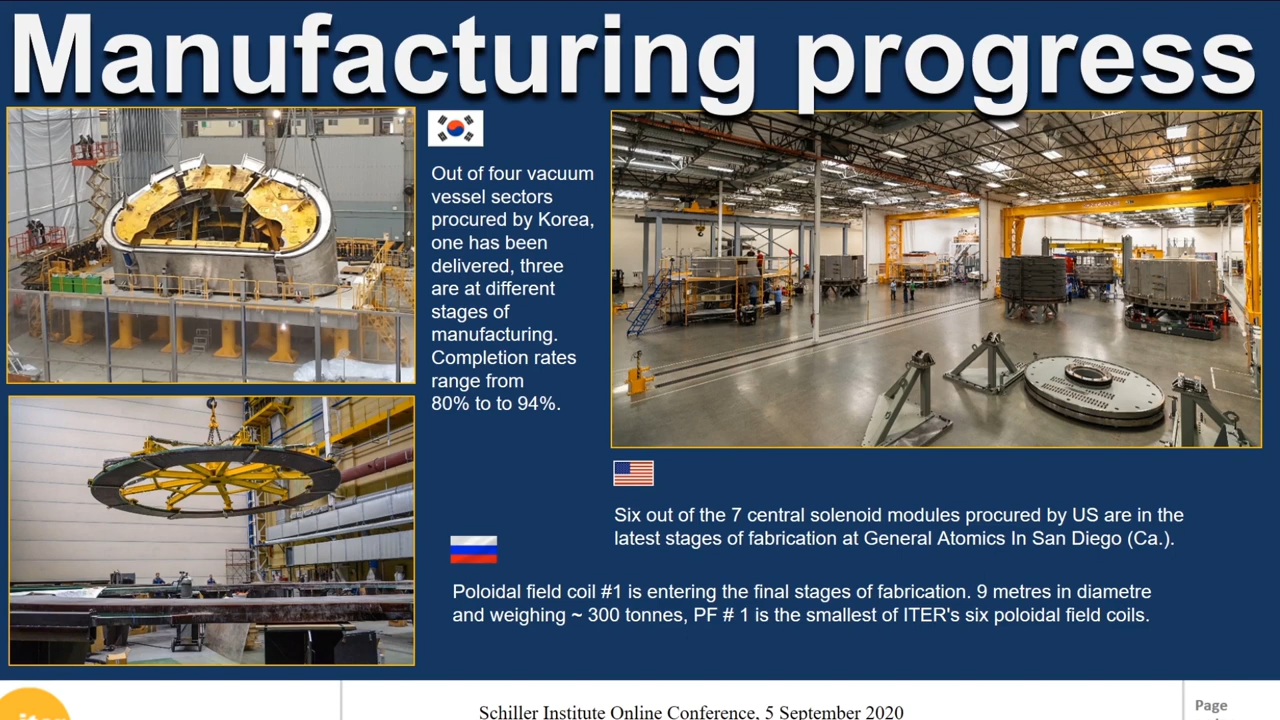 Manufacturing progress
Out of four vacuum
vessel sectors
procured by Korea,
one has been
delivered, three
are at different
stages of
manufacturing.
Completion rates
range from
80% to to 94%.
Six out of the 7 central solenoid modules procured by US are in the
latest stages of fabrication at General Atomics In San Diego (Ca.).
Poloidal field coil #1 is entering the final stages of fabrication. 9 metres in diametre
and weighing ~ 300 tonnes, PF # 1 is the smallest of ITER's six poloidal field coils.
iter
Schiller Institute Online Conference, 5 September 2020
Page